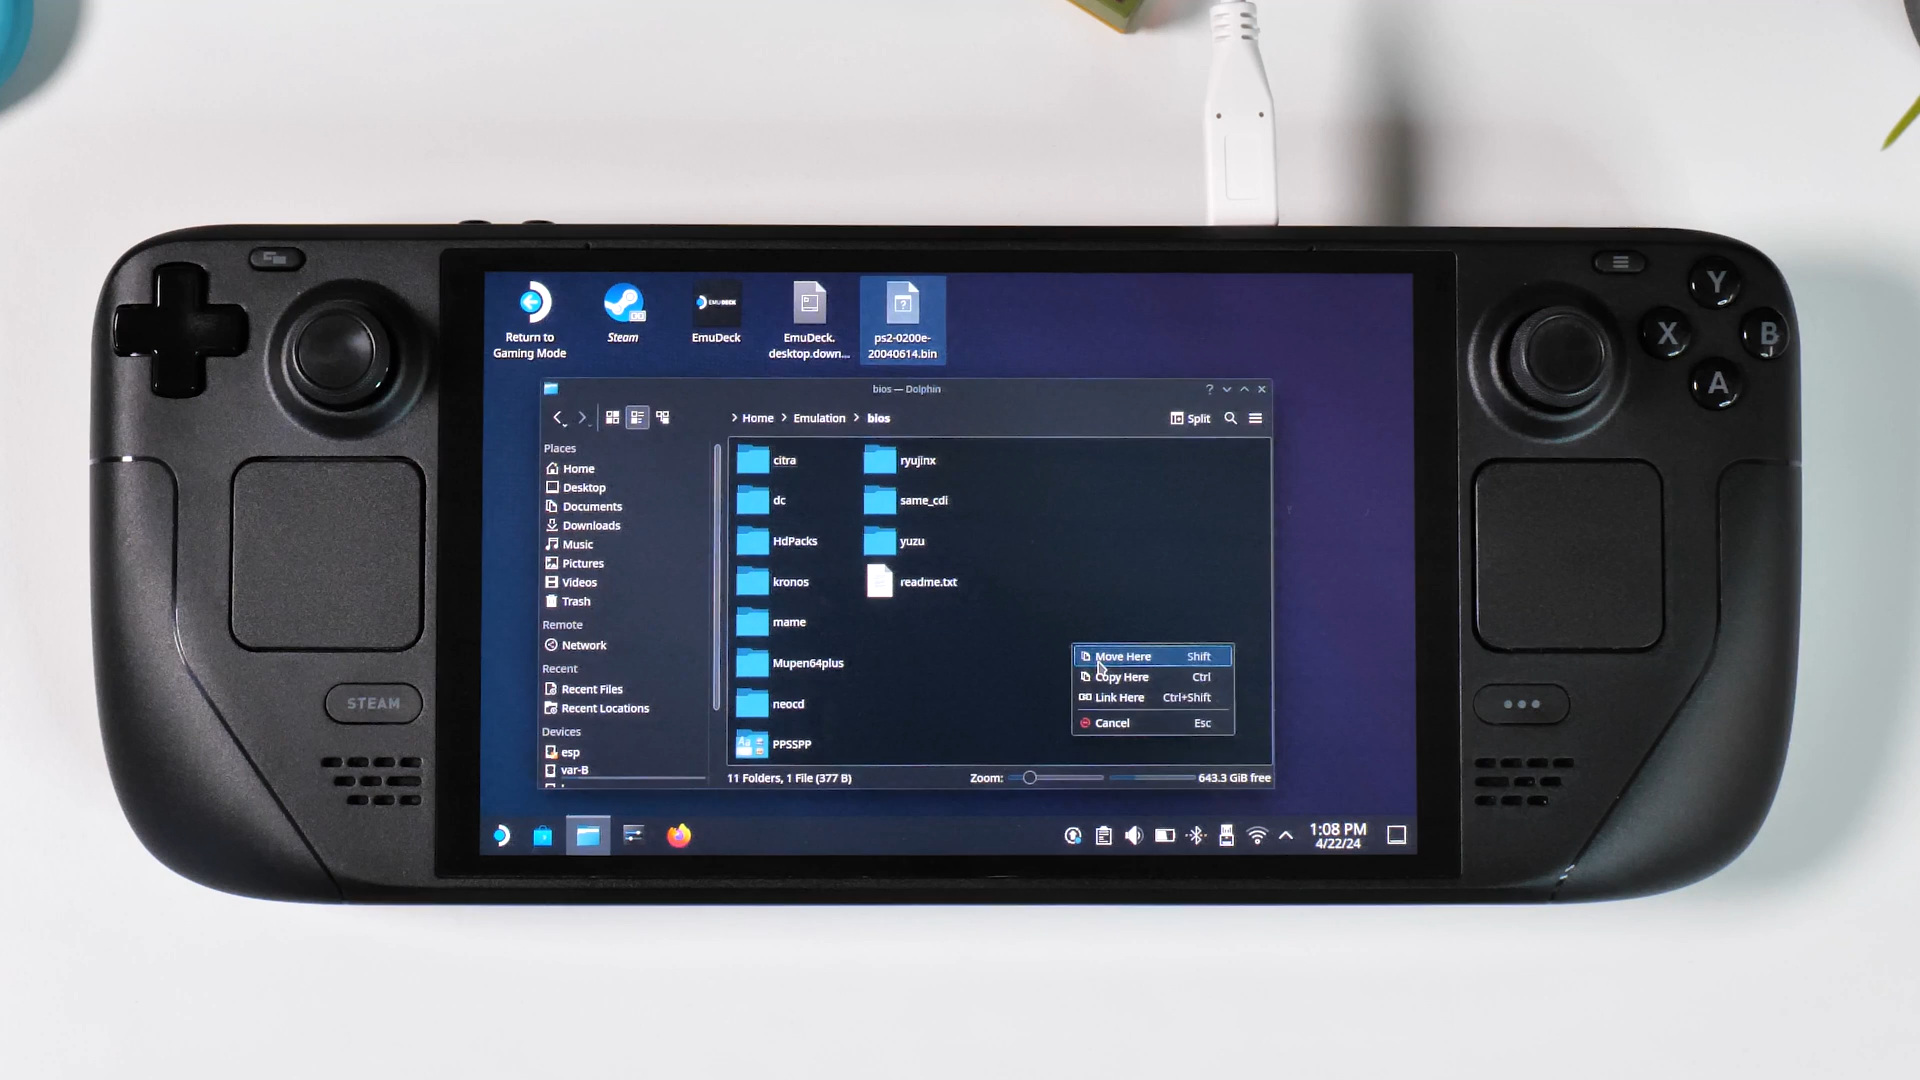 Return to
Gaming Mode
Steam
EMUDECK
EmuDeck
EmuDeck.
desktop.down...
?
ps2-0200e-
20040614.bin
bios — Dolphin
?
Home
Emulation
bios
Split
Places
Home
Desktop
Documents
Downloads
Music
Pictures
Videos
Trash
Remote
Network
Recent
Recent Files
Recent Locations
Devices
esp
var-B
citra
dc
HdPacks
kronos
mame
Mupen64plus
neocd
PPSSPP
ryujinx
same_cdi
yuzu
readme.txt
Move Here Shift
Copy Here Ctrl
Link Here Ctrl+Shift
Cancel Esc
11 Folders, 1 File (377 B)
Zoom:
643.3 GiB free
1:08 PM
4/22/24
STEAM
Y
X
B
A